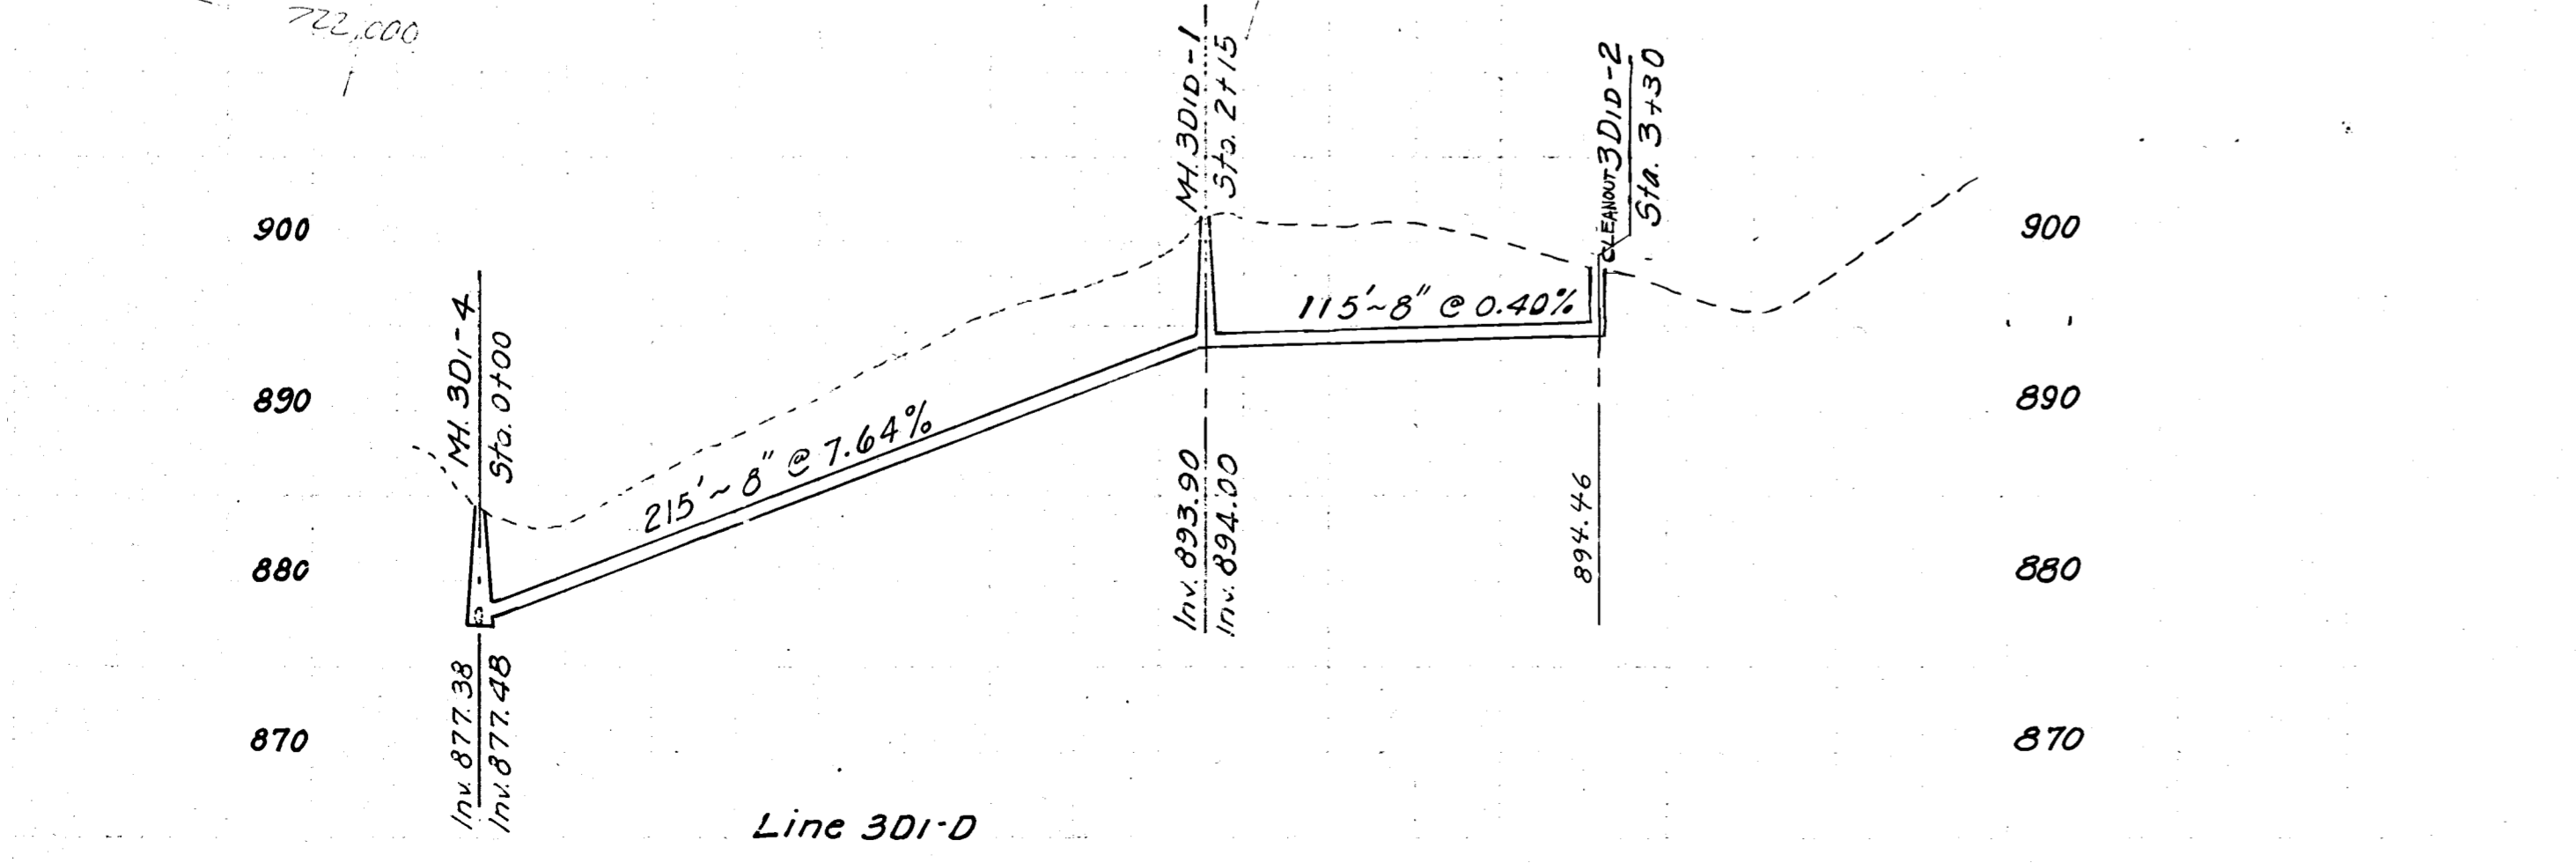 722,000
MH. 3D1D-1
Sta. 2+15
CLEANOUT 3D1D-2
Sta. 3+30
900
900
MH. 3D1-4
Sta. 0+00
115'~8" @ 0.40%
890
890
215'~8" @ 7.64%
880
880
Inv. 893.90
Inv. 894.00
894.46
870
870
Inv. 877.38
Inv. 877.48
Line 3D1-D